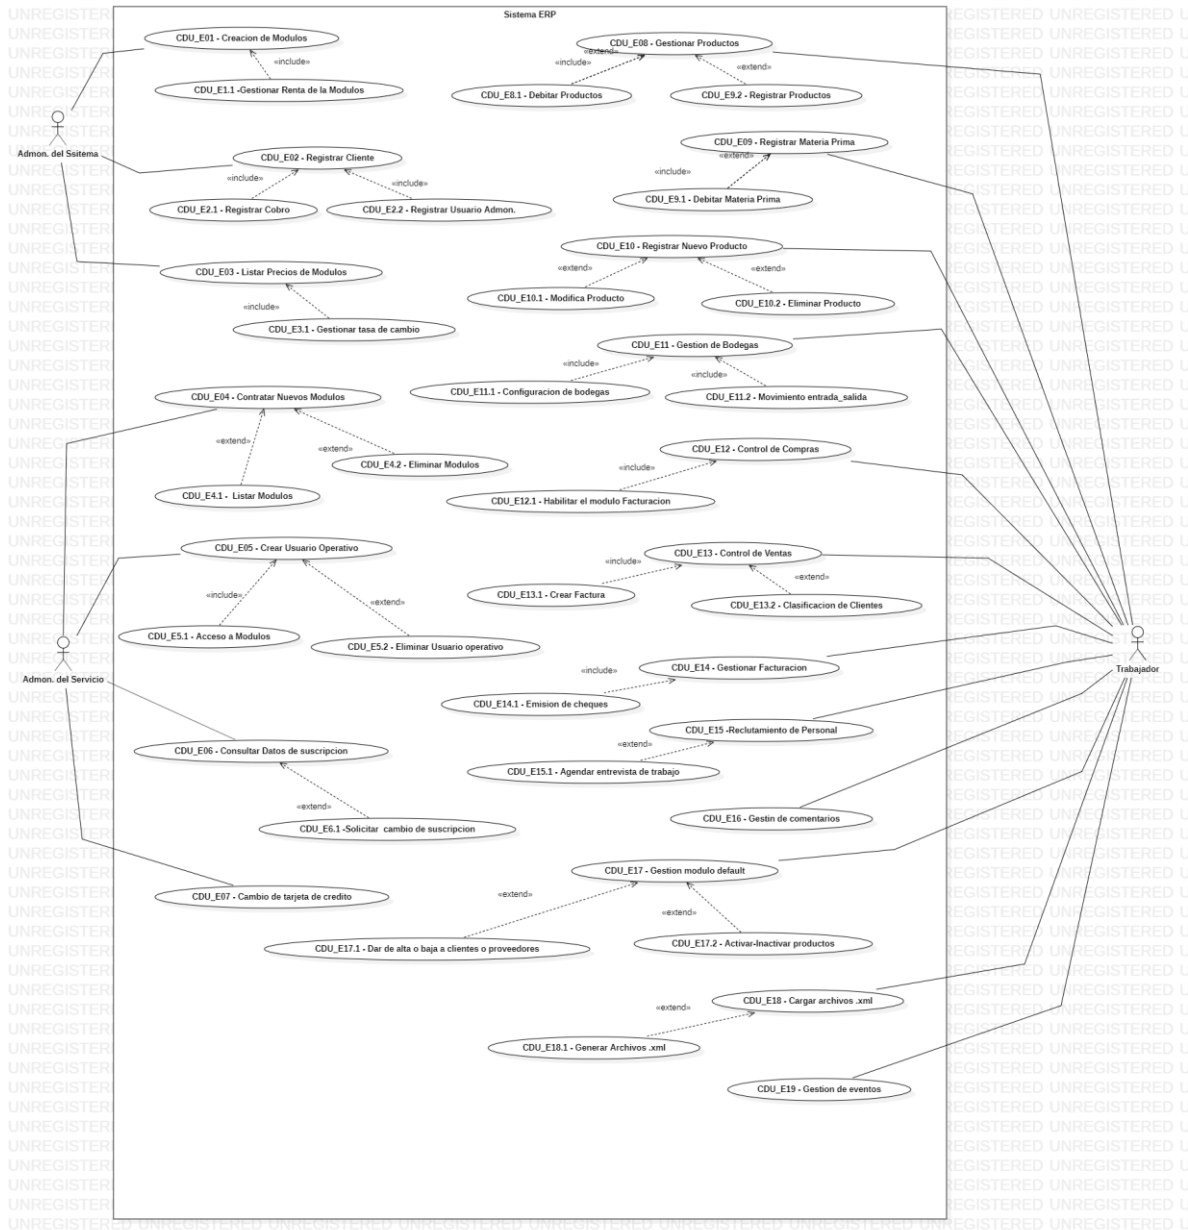 Sistema ERP
CDU_E01 - Creacion de Modulos
«include»
CDU_E1.1 -Gestionar Renta de la Modulos
Admon. del Ssitema
CDU_E02 - Registrar Cliente
«include»
«include»
CDU_E2.1 - Registrar Cobro
CDU_E2.2 - Registrar Usuario Admon.
CDU_E03 - Listar Precios de Modulos
«include»
CDU_E3.1 - Gestionar tasa de cambio
CDU_E04 - Contratar Nuevos Modulos
«extend»
«extend»
CDU_E4.2 - Eliminar Modulos
CDU_E4.1 - Listar Modulos
CDU_E05 - Crear Usuario Operativo
«include»
«extend»
CDU_E5.1 - Acceso a Modulos
CDU_E5.2 - Eliminar Usuario operativo
Admon. del Servicio
CDU_E06 - Consultar Datos de suscripcion
«extend»
CDU_E6.1 -Solicitar cambio de suscripcion
CDU_E07 - Cambio de tarjeta de credito
CDU_E08 - Gestionar Productos
«extend»
«include»
«extend»
CDU_E8.1 - Debitar Productos
CDU_E9.2 - Registrar Productos
CDU_E09 - Registrar Materia Prima
«extend»
«include»
CDU_E9.1 - Debitar Materia Prima
CDU_E10 - Registrar Nuevo Producto
«extend»
«extend»
CDU_E10.1 - Modifica Producto
CDU_E10.2 - Eliminar Producto
CDU_E11 - Gestion de Bodegas
«include»
«include»
CDU_E11.1 - Configuracion de bodegas
CDU_E11.2 - Movimiento entrada_salida
CDU_E12 - Control de Compras
«include»
CDU_E12.1 - Habilitar el modulo Facturacion
CDU_E13 - Control de Ventas
«include»
«extend»
CDU_E13.1 - Crear Factura
CDU_E13.2 - Clasificacion de Clientes
Trabajador
CDU_E14 - Gestionar Facturacion
«include»
CDU_E14.1 - Emision de cheques
CDU_E15 -Reclutamiento de Personal
«extend»
CDU_E15.1 - Agendar entrevista de trabajo
CDU_E16 - Gestin de comentarios
CDU_E17 - Gestion modulo default
«extend»
«extend»
CDU_E17.1 - Dar de alta o baja a clientes o proveedores
CDU_E17.2 - Activar-Inactivar productos
CDU_E18 - Cargar archivos .xml
«extend»
CDU_E18.1 - Generar Archivos .xml
CDU_E19 - Gestion de eventos
UNREGISTERED UNREGISTERED UNREGISTERED UNREGISTERED UNREGISTERED UNREGISTERED UNREGISTERED UNREGISTERED UNREGISTERED